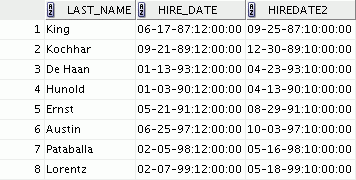 LAST_NAME HIRE_DATE HIREDATE2
1 King 06-17-87:12:00:00 09-25-87:10:00:00
2 Kochhar 09-21-89:12:00:00 12-30-89:10:00:00
3 De Haan 01-13-93:12:00:00 04-23-93:10:00:00
4 Hunold 01-03-90:12:00:00 04-13-90:10:00:00
5 Ernst 05-21-91:12:00:00 08-29-91:10:00:00
6 Austin 06-25-97:12:00:00 10-03-97:10:00:00
7 Pataballa 02-05-98:12:00:00 05-16-98:10:00:00
8 Lorentz 02-07-99:12:00:00 05-18-99:10:00:00